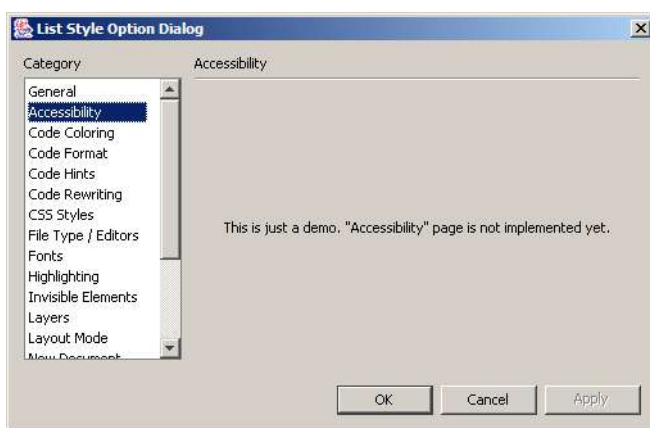 List Style Option Dialog
Category
Accessibility
General
Accessibility
Code Coloring
Code Format
Code Hints
Code Rewriting
CSS Styles
File Type / Editors
Fonts
Highlighting
Invisible Elements
Layers
Layout Mode
New Document
This is just a demo. "Accessibility" page is not implemented yet.
OK
Cancel
Apply